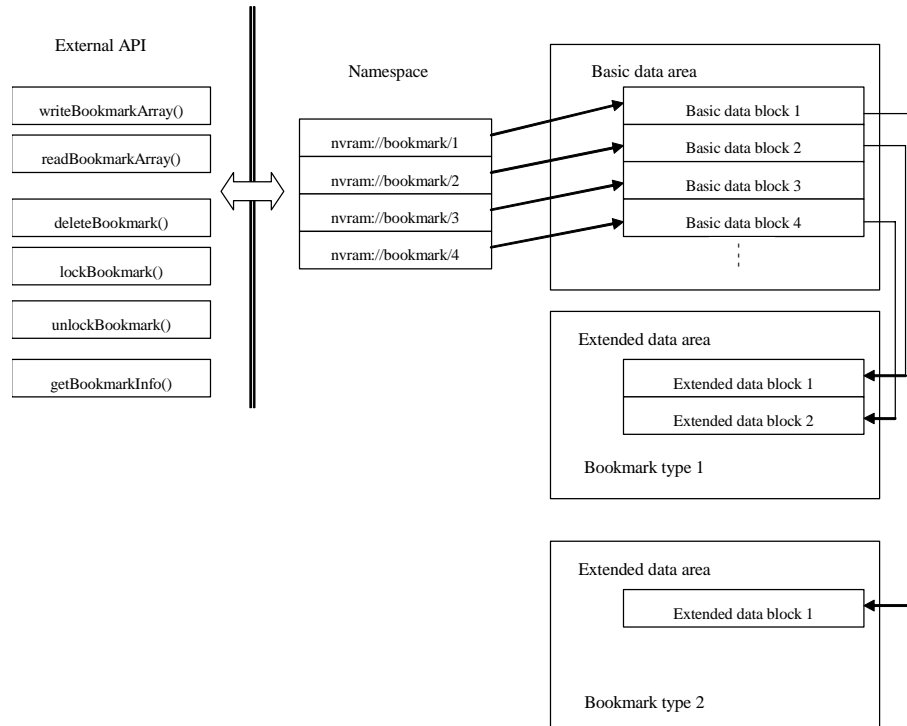 External API
writeBookmarkArray()
readBookmarkArray()
deleteBookmark()
lockBookmark()
unlockBookmark()
getBookmarkInfo()
Namespace
nvram://bookmark/1
nvram://bookmark/2
nvram://bookmark/3
nvram://bookmark/4
Basic data area
Basic data block 1
Basic data block 2
Basic data block 3
Basic data block 4
Extended data area
Extended data block 1
Extended data block 2
Bookmark type 1
Extended data area
Extended data block 1
Bookmark type 2